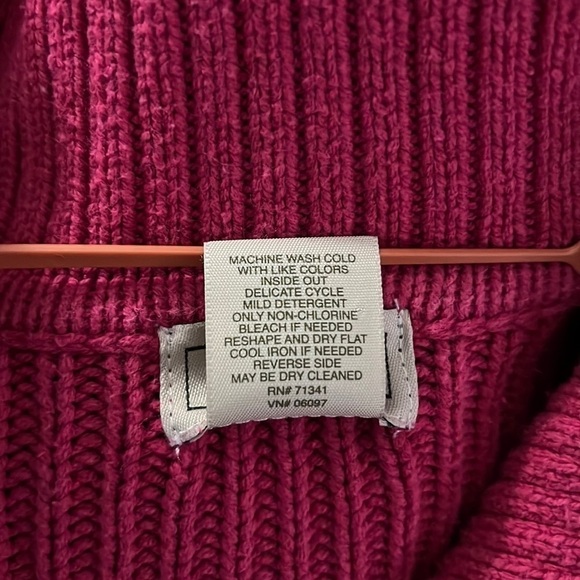 MACHINE WASH COLD
WITH LIKE COLORS
INSIDE OUT
DELICATE CYCLE
MILD DETERGENT
ONLY NON-CHLORINE
BLEACH IF NEEDED
RESHAPE AND DRY FLAT
COOL IRON IF NEEDED
REVERSE SIDE
MAY BE DRY CLEANED
RN# 71341
VN# 06097